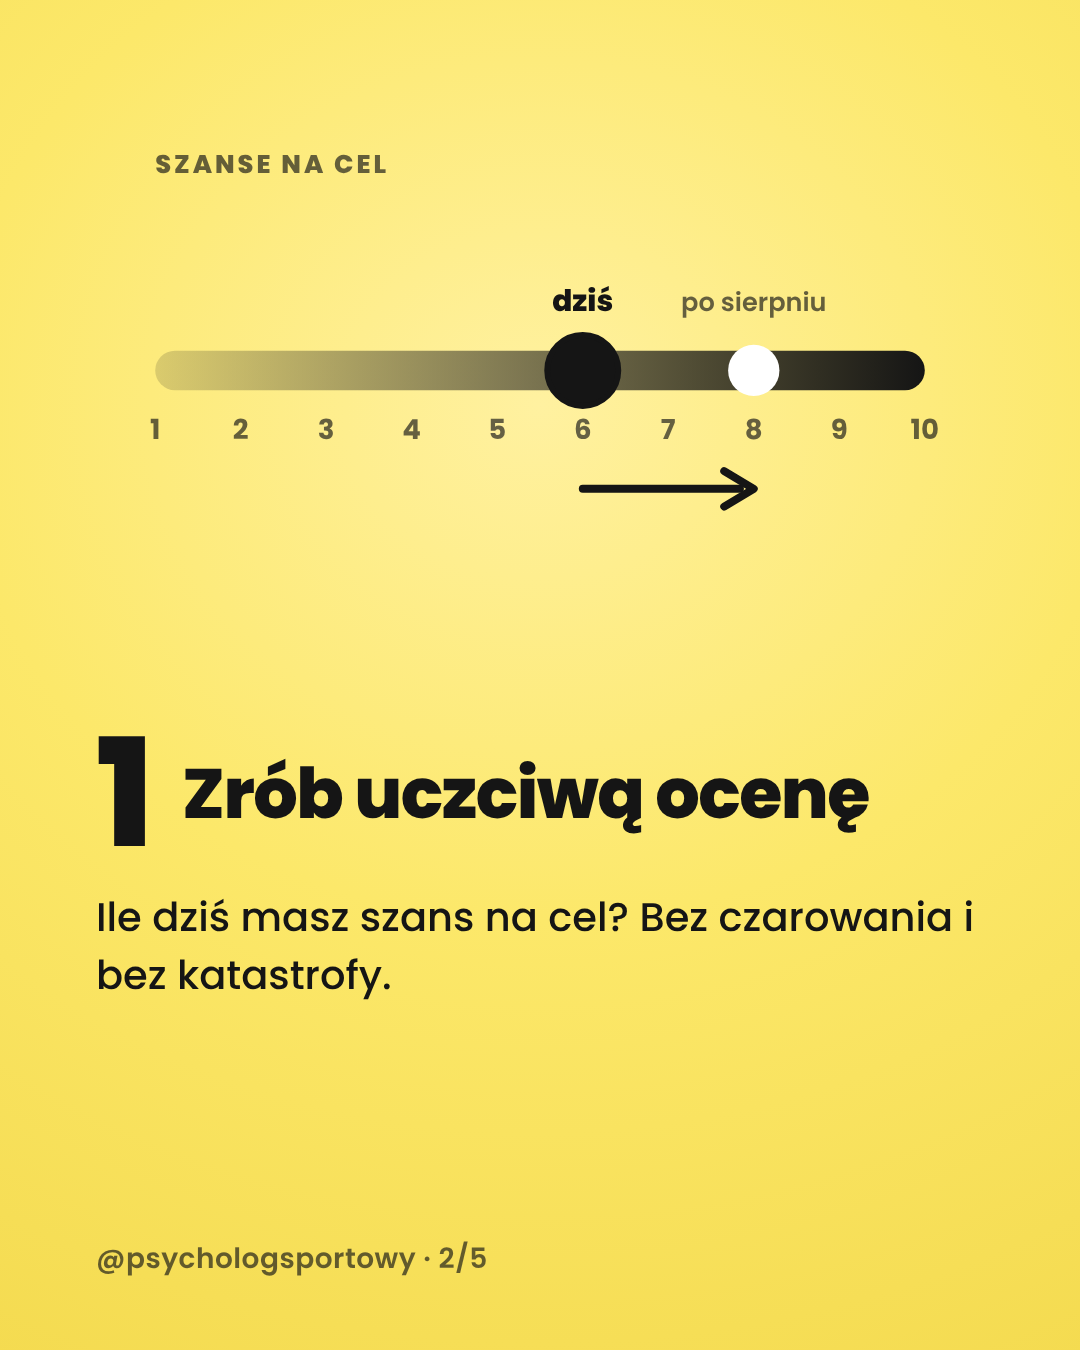 SZANSE NA CEL
dziś po sierpniu
1 2 3 4 5 6 7 8 9 10
1 Zrób uczciwą ocenę
Ile dziś masz szans na cel? Bez czarowania i
bez katastrofy.
@psychologsportowy · 2/5